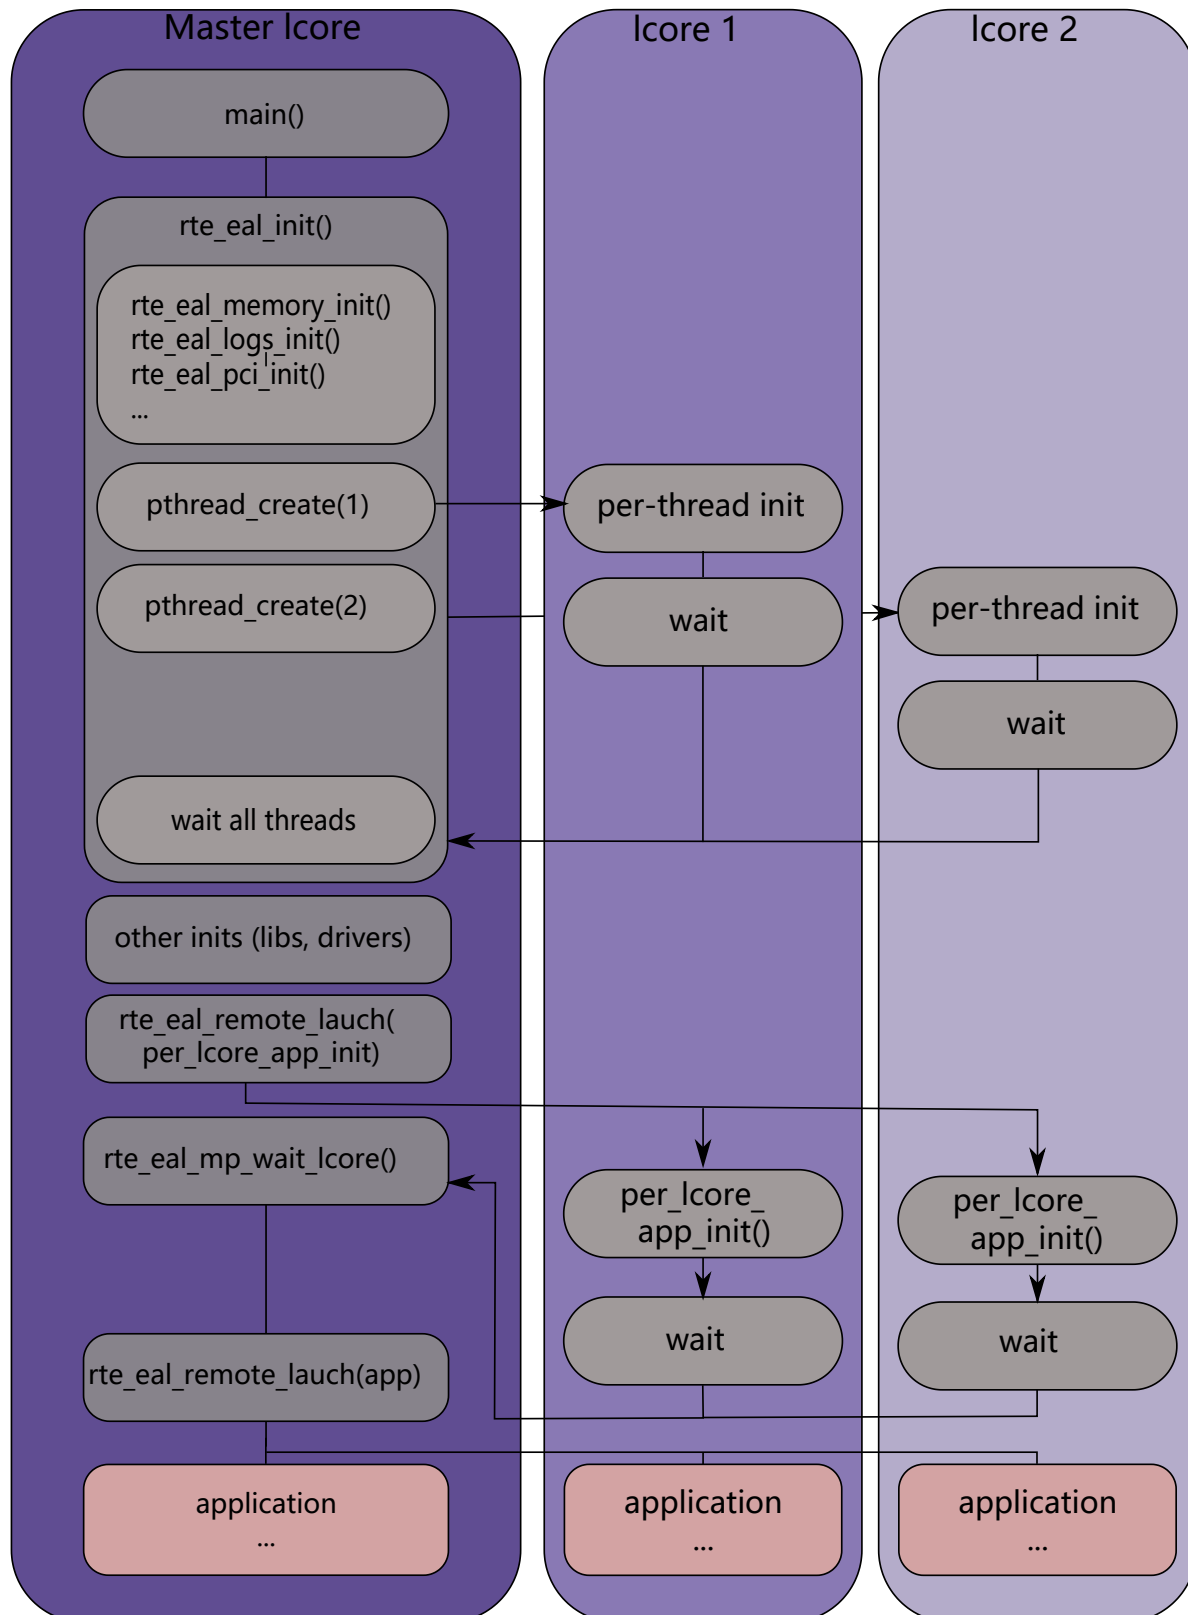 Master lcore
main()
rte_eal_init()
rte_eal_memory_init()
rte_eal_logs_init()
rte_eal_pci_init()
...
pthread_create(1)
pthread_create(2)
wait all threads
other inits (libs, drivers)
rte_eal_remote_lauch(
per_lcore_app_init)
rte_eal_mp_wait_lcore()
rte_eal_remote_lauch(app)
application
...
lcore 1
per-thread init
wait
per_lcore_
app_init()
wait
application
...
lcore 2
per-thread init
wait
per_lcore_
app_init()
wait
application
...